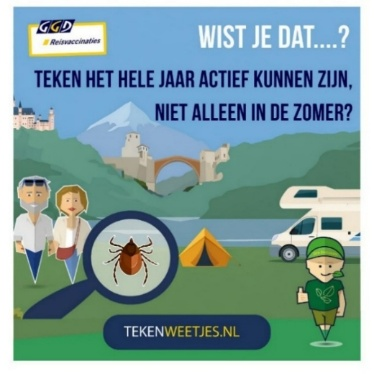 GGD
Reisvaccinaties
WIST JE DAT....?
TEKEN HET HELE JAAR ACTIEF KUNNEN ZIJN,
NIET ALLEEN IN DE ZOMER?
TEKENWEETJES.NL